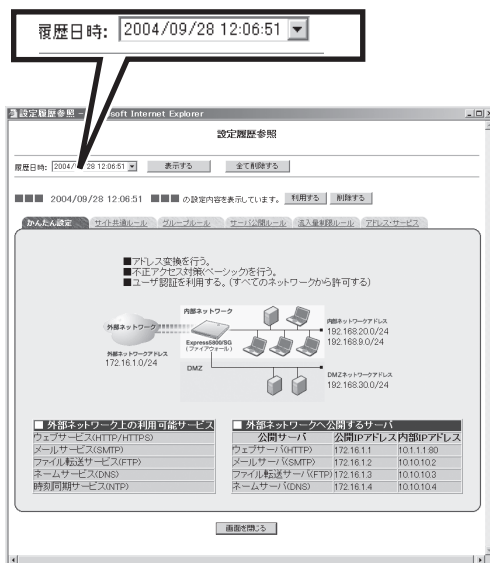 履歴日時: 2004/09/28 12:06:51
設定履歴参照 - soft Internet Explorer
設定履歴参照
履歴日時: 2004/ 28 12:06:51 表示する 全て削除する
■■■ 2004/09/28 12:06:51 ■■■ の設定内容を表示しています。 利用する 削除する
かんたん設定 サイト共通ルール グループルール サーバ公開ルール 流入量制限ルール アドレス・サービス
■アドレス変換を行う。
■不正アクセス対策(ベーシック)を行う。
■ユーザ認証を利用する。(すべてのネットワークから許可する)
内部ネットワーク
外部ネットワーク
Express5800/SG
(ファイアウォール)
内部ネットワークアドレス
192.168.20.0/24
192.168.9.0/24
外部ネットワークアドレス
172.16.1.0/24
DMZ
DMZネットワークアドレス
192.168.30.0/24
■ 外部ネットワーク上の利用可能サービス
ウェブサービス(HTTP/HTTPS)
メールサービス(SMTP)
ファイル転送サービス(FTP)
ネームサービス(DNS)
時刻同期サービス(NTP)
■ 外部ネットワークへ公開するサーバ
公開サーバ 公開IPアドレス 内部IPアドレス
ウェブサーバ(HTTP) 172.16.1.1 10.1.1.1:80
メールサーバ(SMTP) 172.16.1.2 10.10.10.2
ファイル転送サーバ(FTP) 172.16.1.3 10.10.10.3
ネームサーバ(DNS) 172.16.1.4 10.10.10.4
画面を閉じる